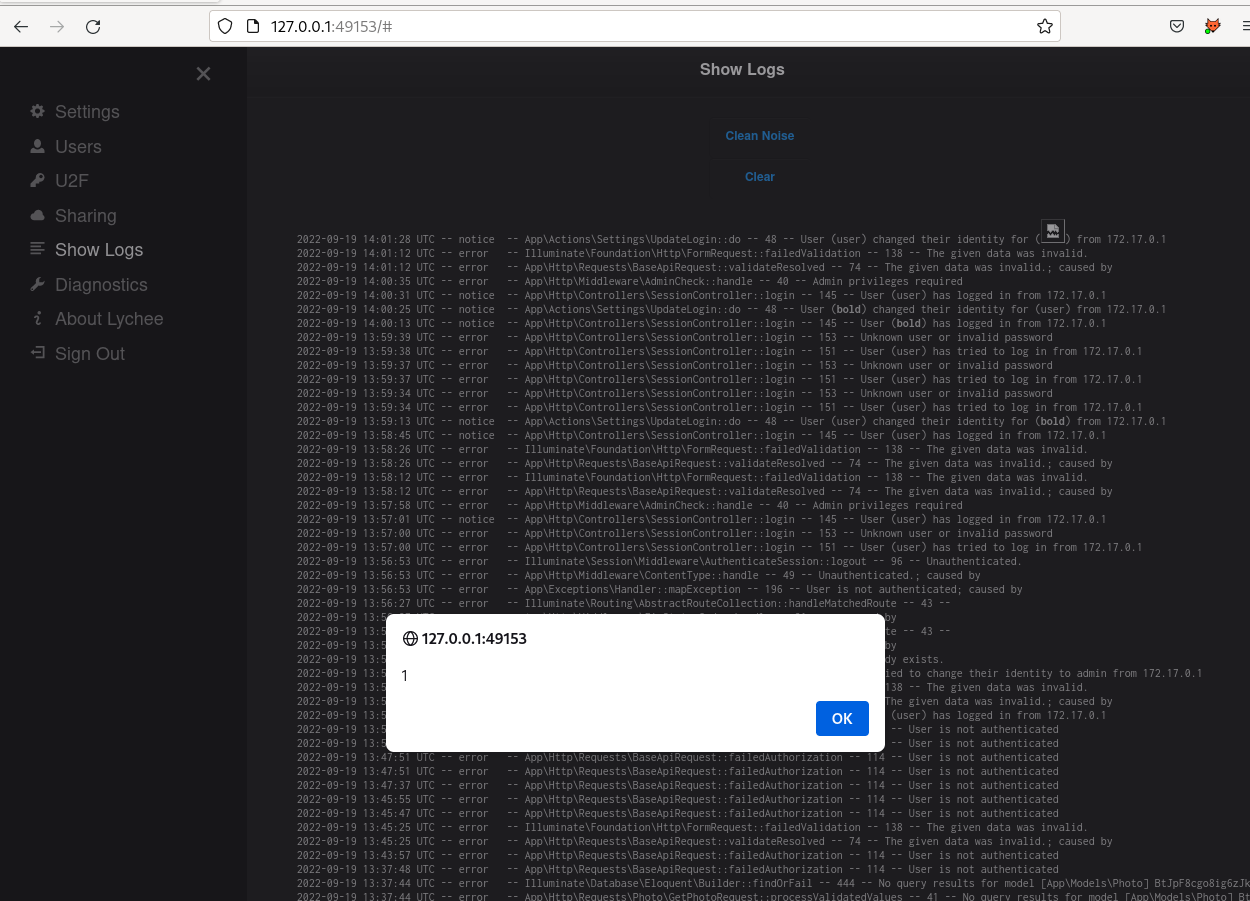 127.0.0.1:49153/#
Settings
Users
U2F
Sharing
Show Logs
Diagnostics
About Lychee
Sign Out
Show Logs
Clean Noise
Clear
2022-09-19 14:01:28 UTC -- notice -- App\Actions\Settings\UpdateLogin::do -- 48 -- User (user) changed their identity for ( ) from 172.17.0.1
2022-09-19 14:01:12 UTC -- error -- Illuminate\Foundation\Http\FormRequest::failedValidation -- 138 -- The given data was invalid.
2022-09-19 14:01:12 UTC -- error -- App\Http\Requests\BaseApiRequest::validateResolved -- 74 -- The given data was invalid.; caused by
2022-09-19 14:00:35 UTC -- error -- App\Http\Middleware\AdminCheck::handle -- 40 -- Admin privileges required
2022-09-19 14:00:31 UTC -- notice -- App\Http\Controllers\SessionController::login -- 145 -- User (user) has logged in from 172.17.0.1
2022-09-19 14:00:25 UTC -- notice -- App\Actions\Settings\UpdateLogin::do -- 48 -- User (bold) changed their identity for (user) from 172.17.0.1
2022-09-19 14:00:13 UTC -- notice -- App\Http\Controllers\SessionController::login -- 145 -- User (bold) has logged in from 172.17.0.1
2022-09-19 13:59:39 UTC -- error -- App\Http\Controllers\SessionController::login -- 153 -- Unknown user or invalid password
2022-09-19 13:59:38 UTC -- error -- App\Http\Controllers\SessionController::login -- 151 -- User (user) has tried to log in from 172.17.0.1
2022-09-19 13:59:37 UTC -- error -- App\Http\Controllers\SessionController::login -- 153 -- Unknown user or invalid password
2022-09-19 13:59:37 UTC -- error -- App\Http\Controllers\SessionController::login -- 151 -- User (user) has tried to log in from 172.17.0.1
2022-09-19 13:59:34 UTC -- error -- App\Http\Controllers\SessionController::login -- 153 -- Unknown user or invalid password
2022-09-19 13:59:34 UTC -- error -- App\Http\Controllers\SessionController::login -- 151 -- User (user) has tried to log in from 172.17.0.1
2022-09-19 13:59:13 UTC -- notice -- App\Actions\Settings\UpdateLogin::do -- 48 -- User (user) changed their identity for (bold) from 172.17.0.1
2022-09-19 13:58:45 UTC -- notice -- App\Http\Controllers\SessionController::login -- 145 -- User (user) has logged in from 172.17.0.1
2022-09-19 13:58:26 UTC -- error -- Illuminate\Foundation\Http\FormRequest::failedValidation -- 138 -- The given data was invalid.
2022-09-19 13:58:26 UTC -- error -- App\Http\Requests\BaseApiRequest::validateResolved -- 74 -- The given data was invalid.; caused by
2022-09-19 13:58:12 UTC -- error -- Illuminate\Foundation\Http\FormRequest::failedValidation -- 138 -- The given data was invalid.
2022-09-19 13:58:12 UTC -- error -- App\Http\Requests\BaseApiRequest::validateResolved -- 74 -- The given data was invalid.; caused by
2022-09-19 13:57:58 UTC -- error -- App\Http\Middleware\AdminCheck::handle -- 40 -- Admin privileges required
2022-09-19 13:57:01 UTC -- notice -- App\Http\Controllers\SessionController::login -- 145 -- User (user) has logged in from 172.17.0.1
2022-09-19 13:57:00 UTC -- error -- App\Http\Controllers\SessionController::login -- 153 -- Unknown user or invalid password
2022-09-19 13:57:00 UTC -- error -- App\Http\Controllers\SessionController::login -- 151 -- User (user) has tried to log in from 172.17.0.1
2022-09-19 13:56:53 UTC -- error -- Illuminate\Session\Middleware\AuthenticateSession::logout -- 96 -- Unauthenticated.
2022-09-19 13:56:53 UTC -- error -- App\Http\Middleware\ContentType::handle -- 49 -- Unauthenticated.; caused by
2022-09-19 13:56:53 UTC -- error -- App\Exceptions\Handler::mapException -- 196 -- User is not authenticated; caused by
2022-09-19 13:56:27 UTC -- error -- Illuminate\Routing\AbstractRouteCollection::handleMatchedRoute -- 43 --
2022-09-19 by
2022-09-19 13:5 te -- 43 --
2022-09-19 13:5 by
2022-09-19 13:5 dy exists.
2022-09-19 13:5 ied to change their identity to admin from 172.17.0.1
2022-09-19 13:5 138 -- The given data was invalid.
2022-09-19 13:5 The given data was invalid.; caused by
2022-09-19 13:5 (user) has logged in from 172.17.0.1
2022-09-19 13:5 -- User is not authenticated
2022-09-19 13:5 -- User is not authenticated
127.0.0.1:49153
1
OK
2022-09-19 13:47:51 UTC -- error -- App\Http\Requests\BaseApiRequest::failedAuthorization -- 114 -- User is not authenticated
2022-09-19 13:47:51 UTC -- error -- App\Http\Requests\BaseApiRequest::failedAuthorization -- 114 -- User is not authenticated
2022-09-19 13:47:37 UTC -- error -- App\Http\Requests\BaseApiRequest::failedAuthorization -- 114 -- User is not authenticated
2022-09-19 13:45:55 UTC -- error -- App\Http\Requests\BaseApiRequest::failedAuthorization -- 114 -- User is not authenticated
2022-09-19 13:45:47 UTC -- error -- App\Http\Requests\BaseApiRequest::failedAuthorization -- 114 -- User is not authenticated
2022-09-19 13:45:25 UTC -- error -- Illuminate\Foundation\Http\FormRequest::failedValidation -- 138 -- The given data was invalid.
2022-09-19 13:45:25 UTC -- error -- App\Http\Requests\BaseApiRequest::validateResolved -- 74 -- The given data was invalid.; caused by
2022-09-19 13:43:57 UTC -- error -- App\Http\Requests\BaseApiRequest::failedAuthorization -- 114 -- User is not authenticated
2022-09-19 13:37:48 UTC -- error -- App\Http\Requests\BaseApiRequest::failedAuthorization -- 114 -- User is not authenticated
2022-09-19 13:37:44 UTC -- error -- Illuminate\Database\Eloquent\Builder::findOrFail -- 444 -- No query results for model [App\Models\Photo] BtJpF8cgo8ig6zJk
2022-09-19 13:37:44 UTC -- error -- App\Http\Requests\Photo\GetPhotoRequest::processValidatedValues -- 41 -- No query results for model [App\Models\Photo] Bt